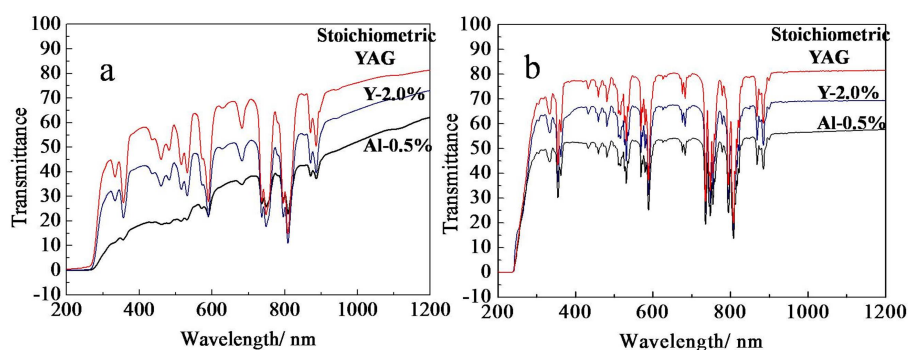 100
90
80
70
60
50
40
30
20
10
0
-10
Transmittance
a
Stoichiometric
YAG
Y-2.0%
Al-0.5%
200 400 600 800 1000 1200
Wavelength/ nm
100
90
80
70
60
50
40
30
20
10
0
-10
Transmittance
b
Stoichiometric
YAG
Y-2.0%
Al-0.5%
200 400 600 800 1000 1200
Wavelength/ nm